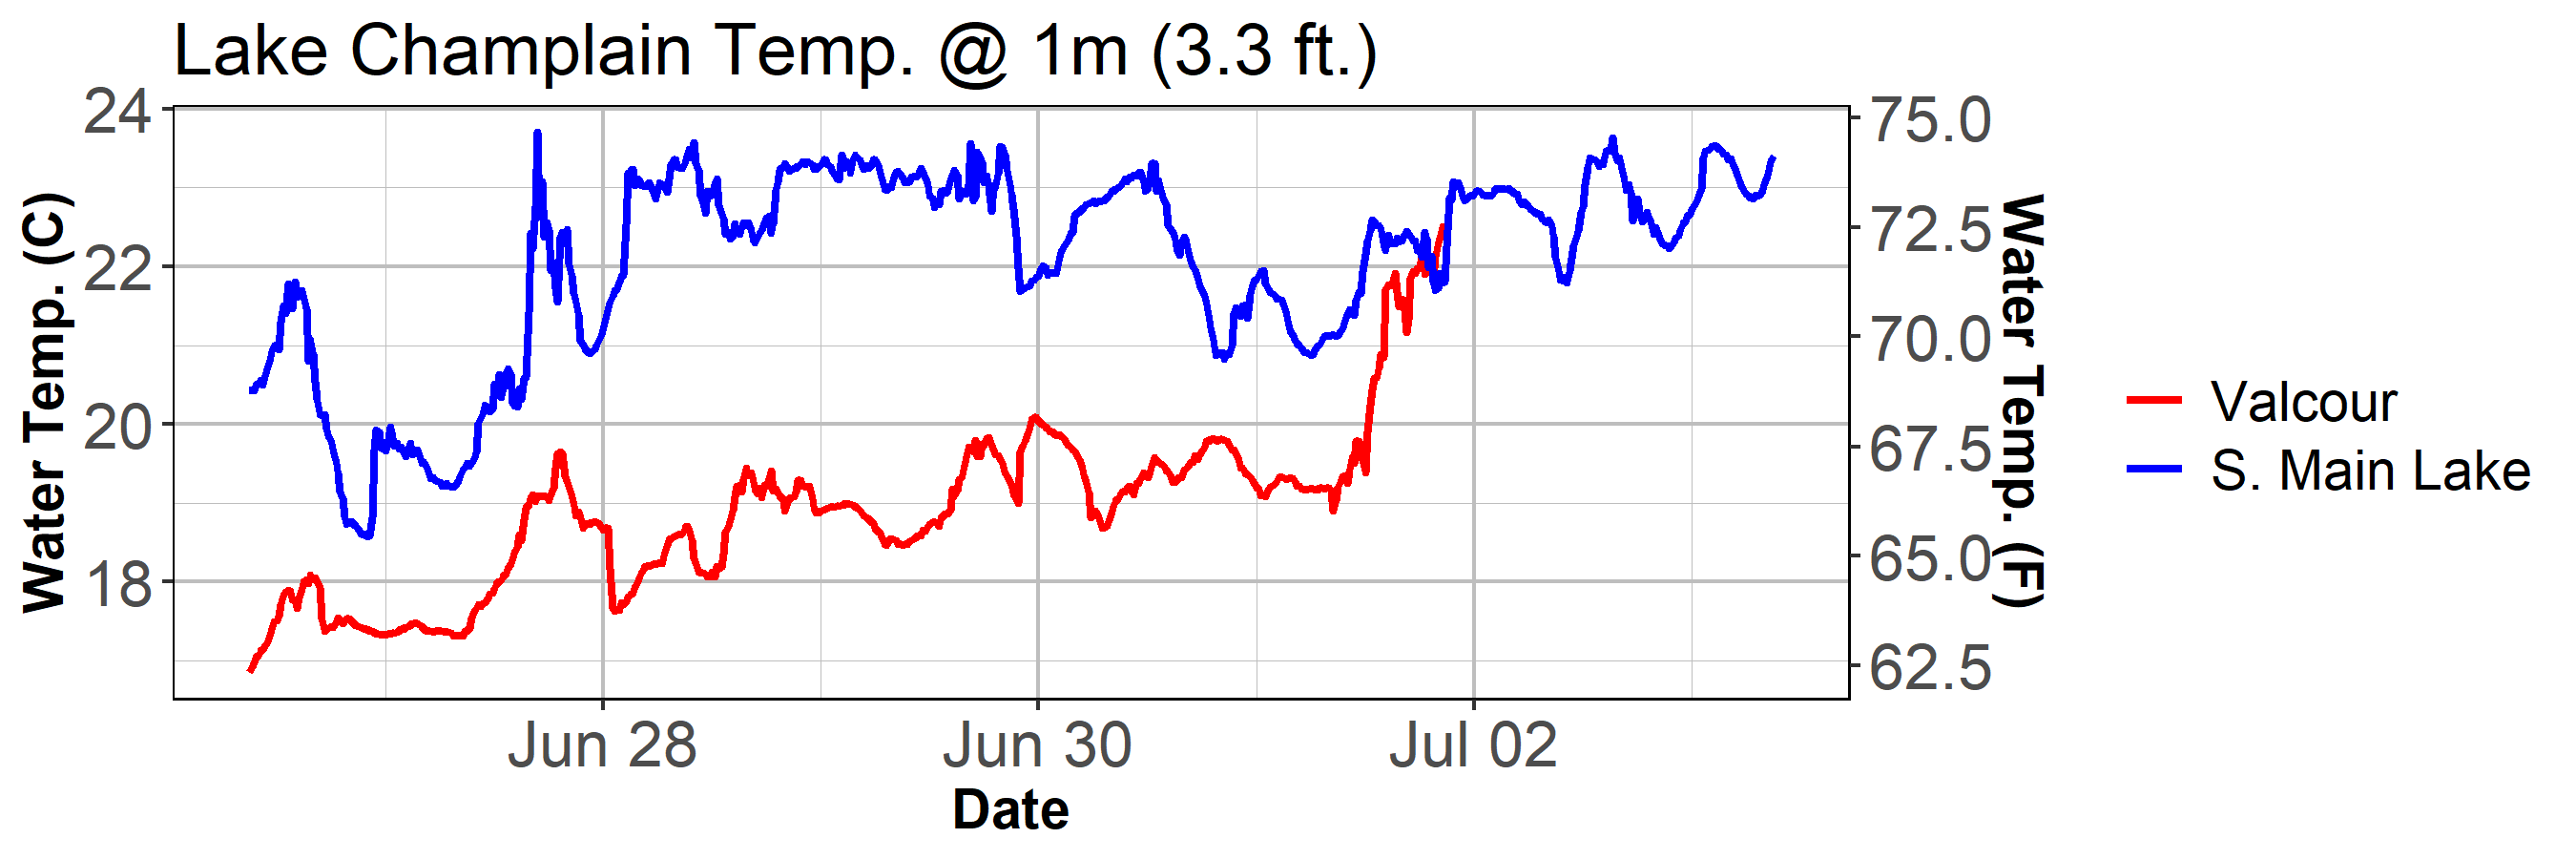 Lake Champlain Temp. @ 1m (3.3 ft.)
24
22
20
18
Water Temp. (C)
75.0
72.5
70.0
67.5
65.0
62.5
Water Temp. (F)
Jun 28
Jun 30
Jul 02
Date
Valcour
S. Main Lake